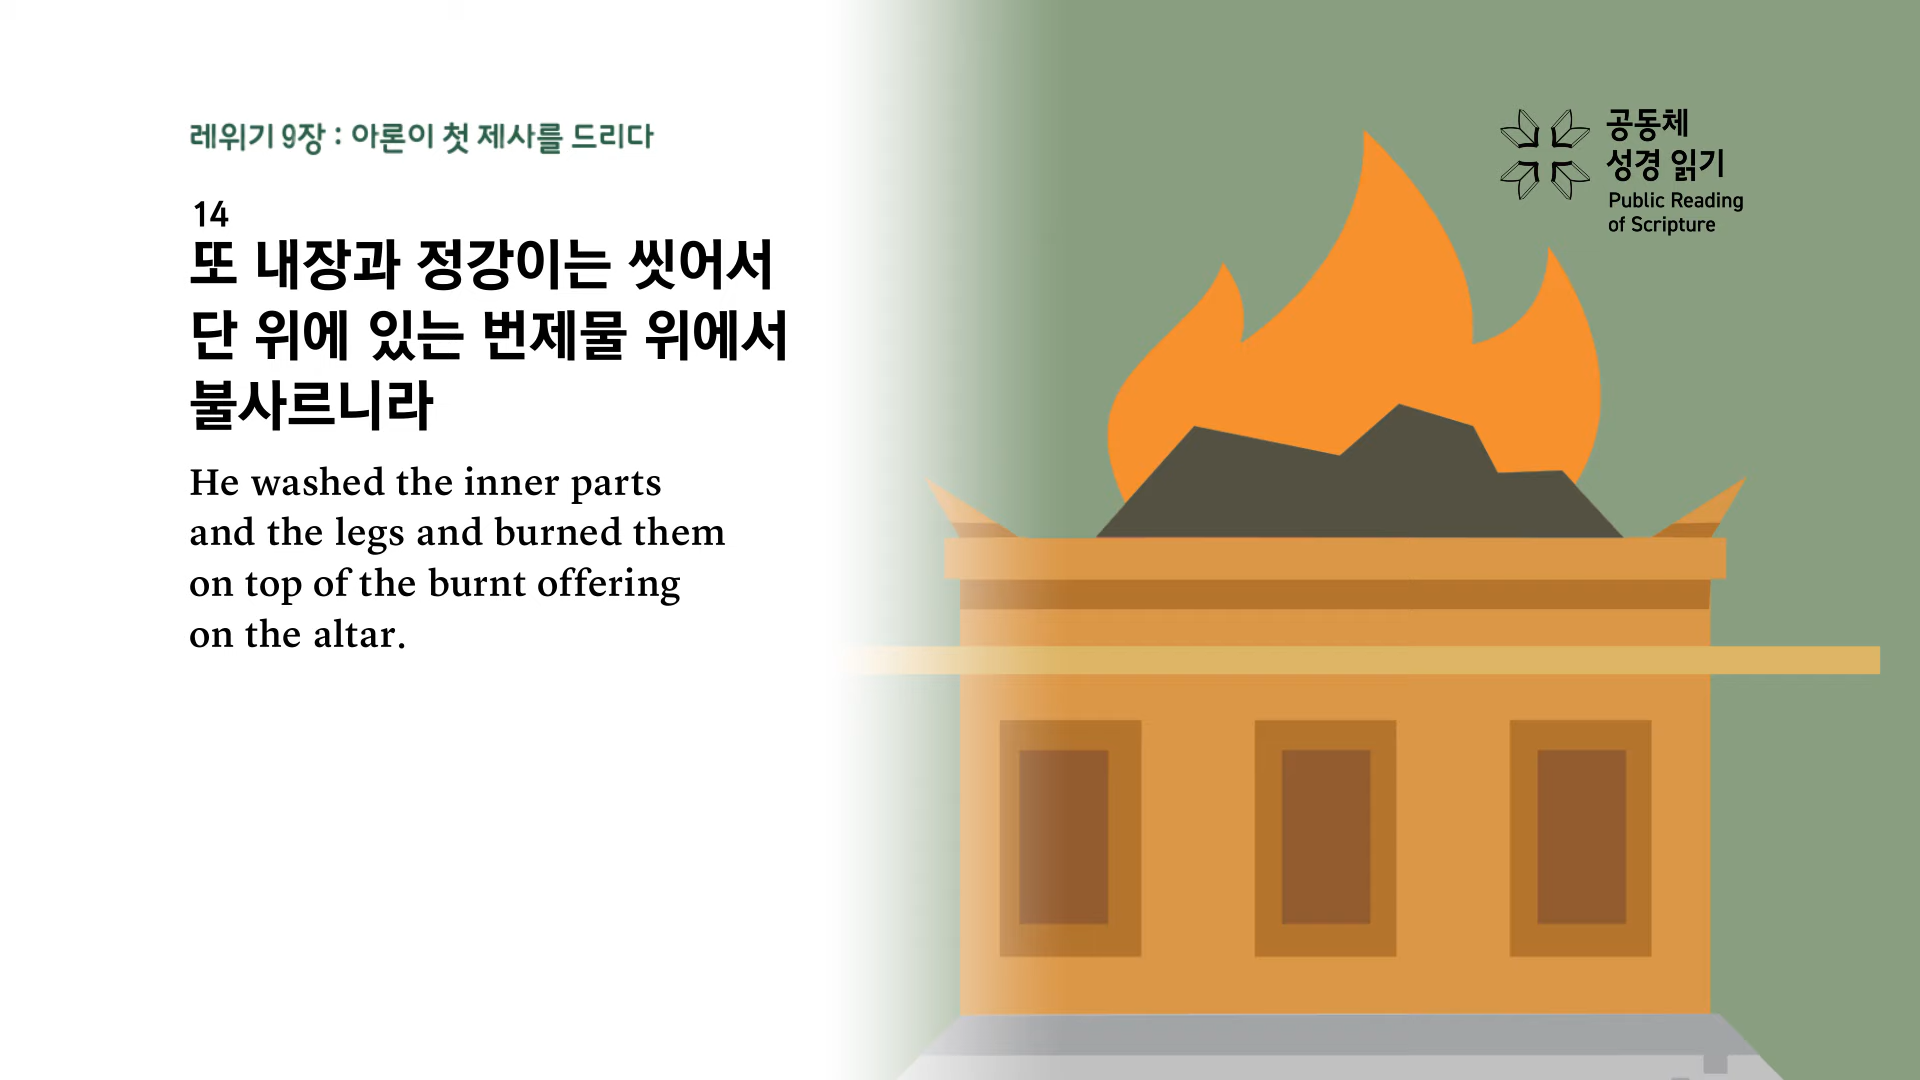 레위기 9장 : 아론이 첫 제사를 드리다
14
또 내장과 정강이는 씻어서
단 위에 있는 번제물 위에서
불사르니라
He washed the inner parts
and the legs and burned them
on top of the burnt offering
on the altar.
공동체
성경 읽기
Public Reading
of Scripture